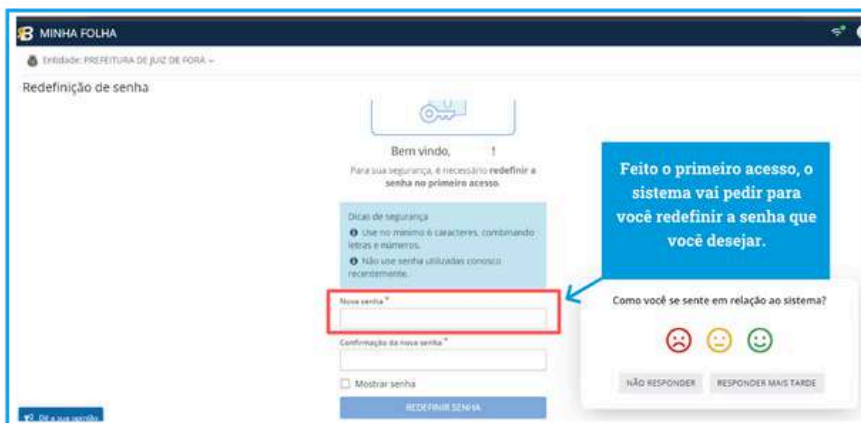 MINHA FOLHA
Entidade: PREFEITURA DE JUIZ DE FORA
Redefinição de senha
Bem vindo, !
Para sua segurança, é necessário redefinir a
senha no primeiro acesso.
Dicas de segurança
Use no mínimo 6 caracteres, combinando
letras e números.
Não use senha utilizadas conosco
recentemente.
Nova senha *
Confirmação da nova senha *
Mostrar senha
REDEFINIR SENHA
Feito o primeiro acesso, o
sistema vai pedir para
você redefinir a senha que
você desejar.
Como você se sente em relação ao sistema?
NÃO RESPONDER RESPONDER MAIS TARDE
Dê a sua opinião